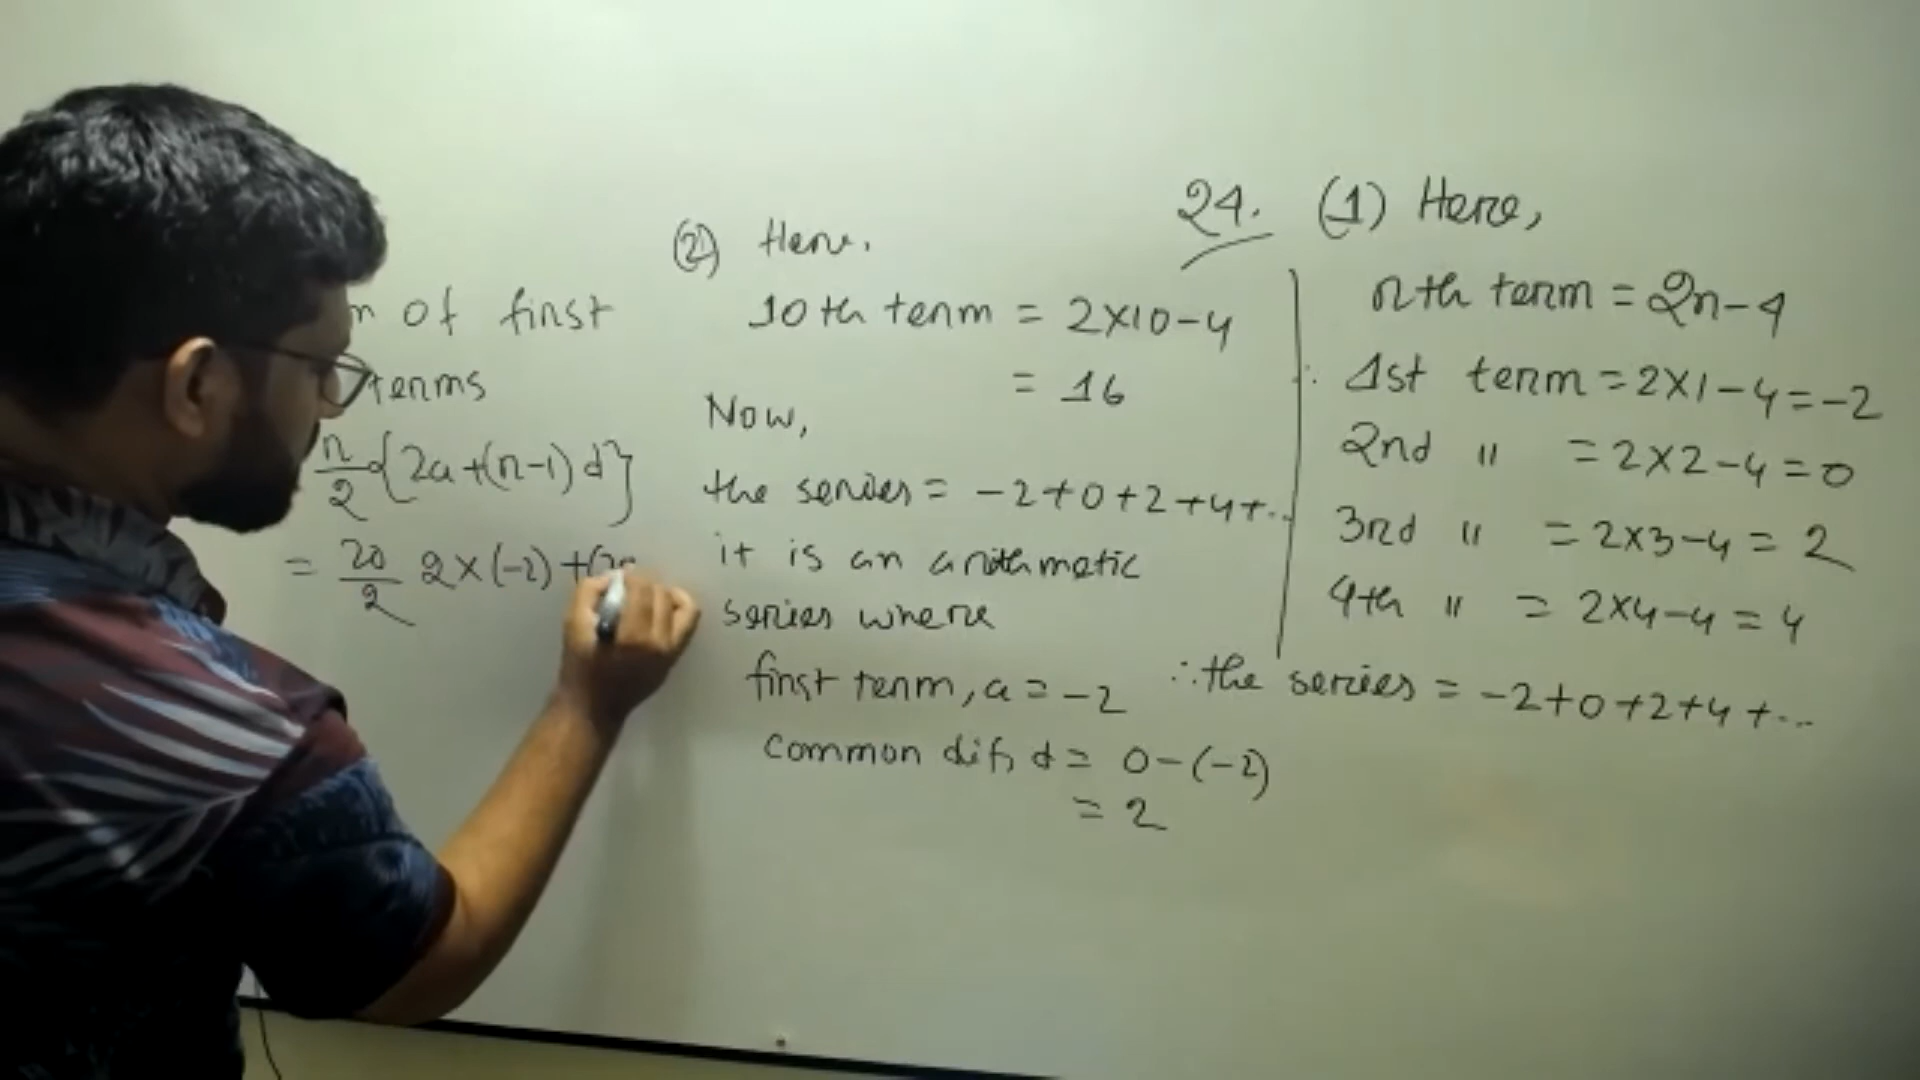 24. (1) Here,
nth term = 2n-4
∴ 1st term = 2×1-4=-2
2nd " = 2×2-4=0
3rd " = 2×3-4=2
4th " = 2×4-4=4
∴ the series = -2+0+2+4+...
(2) Here,
10th term = 2×10-4
= 16
Now,
the series = -2+0+2+4+...
it is an arithmetic
series where
first term, a = -2
common dif, d = 0-(-2)
= 2
of first
terms
n/2 {2a+(n-1)d}
= 20/2 2×(-2)+(20